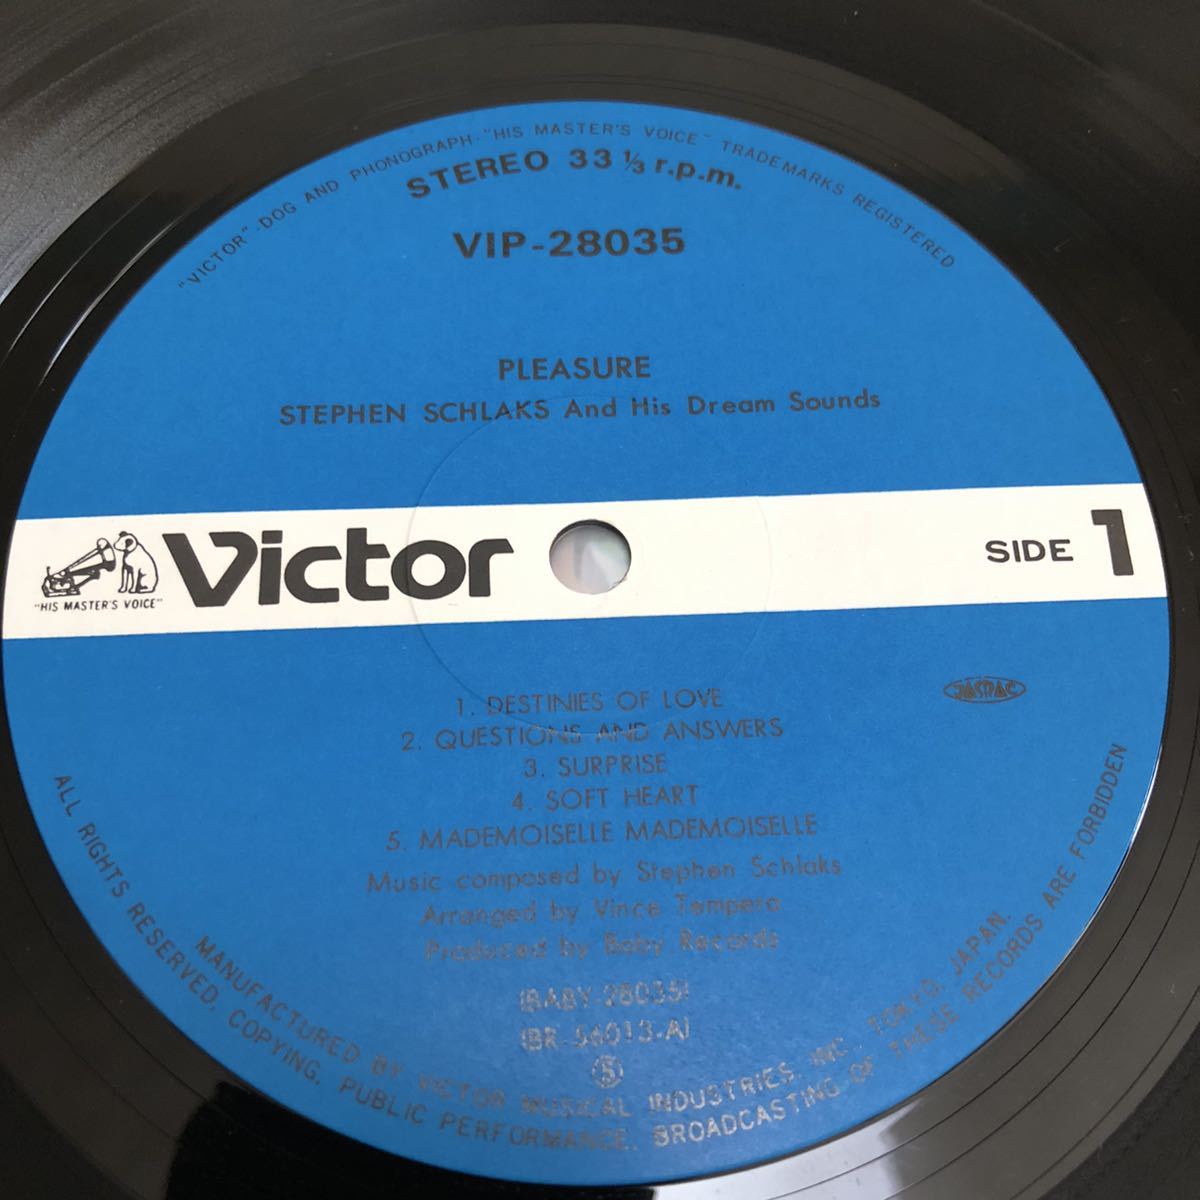 "VICTOR"-DOG AND PHONOGRAPH-"HIS MASTER'S VOICE" TRADEMARKS REGISTERED
STEREO 33 ⅓ r.p.m.
VIP-28035
PLEASURE
STEPHEN SCHLAKS And His Dream Sounds
"HIS MASTER'S VOICE"
Victor
SIDE 1
JASRAC
1. DESTINIES OF LOVE
2. QUESTIONS AND ANSWERS
3. SURPRISE
4. SOFT HEART
5. MADEMOISELLE MADEMOISELLE
Music composed by Stephen Schlaks
Arranged by Vince Tempera
Produced by Baby Records
(BABY-28035)
(BR-56013-A)
Ⓢ
MANUFACTURED BY VICTOR MUSICAL INDUSTRIES, INC., TOKYO, JAPAN.
ALL RIGHTS RESERVED. COPYING, PUBLIC PERFORMANCE, BROADCASTING OF THESE RECORDS ARE FORBIDDEN